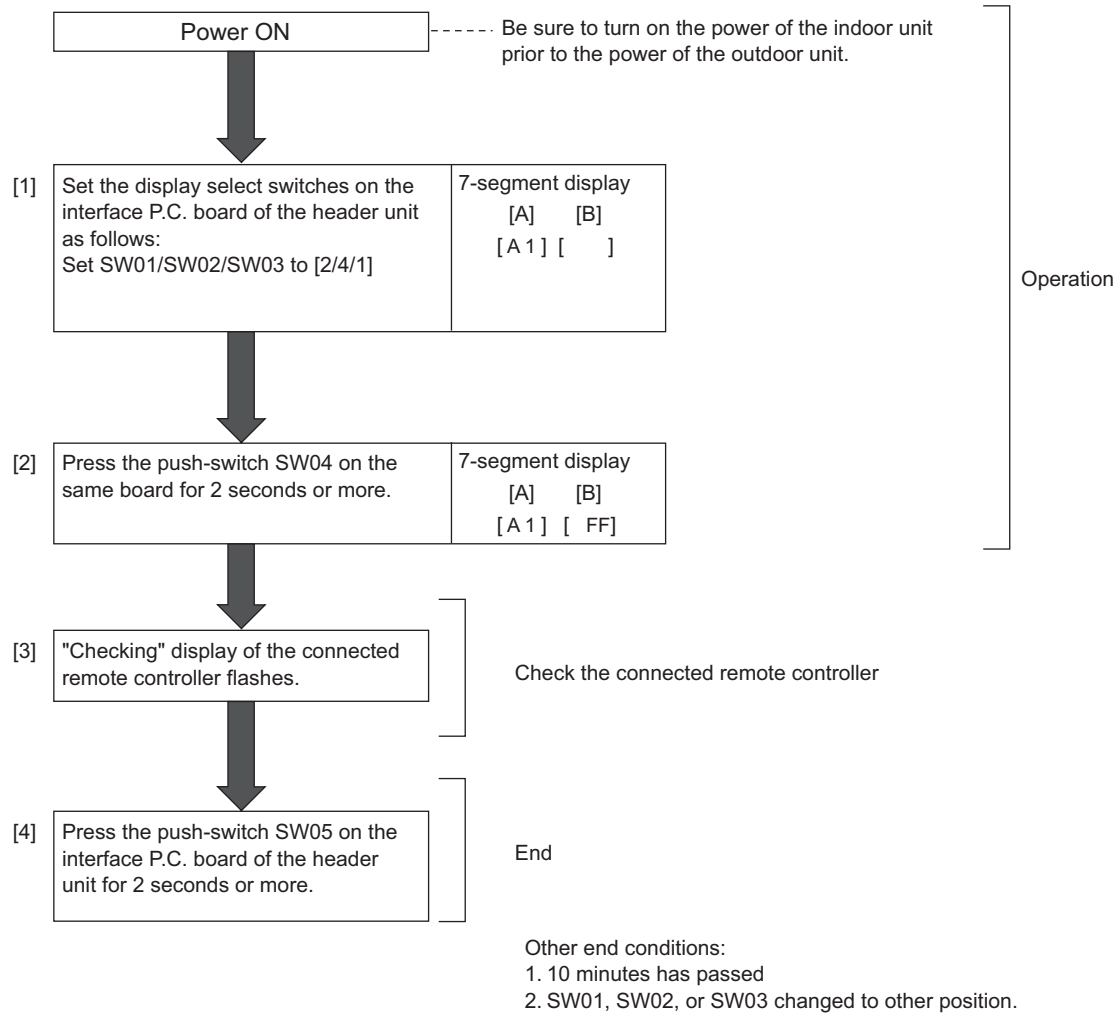 Power ON
Be sure to turn on the power of the indoor unit
prior to the power of the outdoor unit.
[1]
Set the display select switches on the
interface P.C. board of the header unit
as follows:
Set SW01/SW02/SW03 to [2/4/1]
7-segment display
[A] [B]
[ A 1 ] [ ]
Operation
[2]
Press the push-switch SW04 on the
same board for 2 seconds or more.
7-segment display
[A] [B]
[ A 1 ] [ FF]
[3]
"Checking" display of the connected
remote controller flashes.
Check the connected remote controller
[4]
Press the push-switch SW05 on the
interface P.C. board of the header
unit for 2 seconds or more.
End
Other end conditions:
1. 10 minutes has passed
2. SW01, SW02, or SW03 changed to other position.